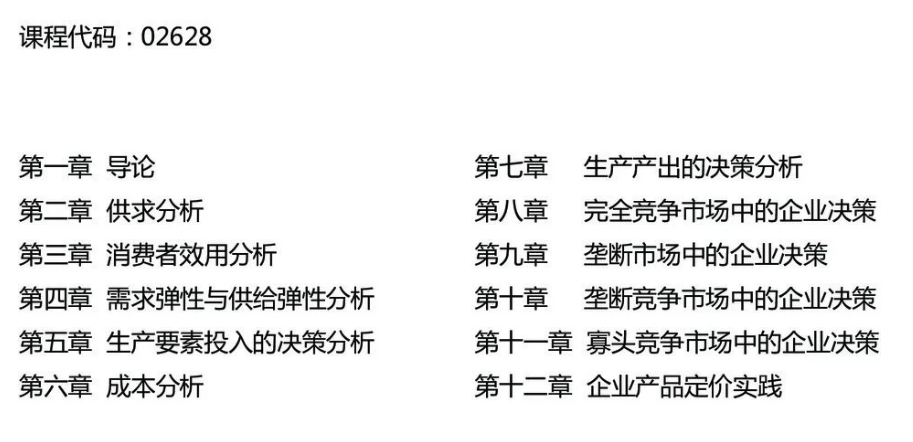 课程代码：02628
第一章 导论
第二章 供求分析
第三章 消费者效用分析
第四章 需求弹性与供给弹性分析
第五章 生产要素投入的决策分析
第六章 成本分析
第七章 生产产出的决策分析
第八章 完全竞争市场中的企业决策
第九章 垄断市场中的企业决策
第十章 垄断竞争市场中的企业决策
第十一章 寡头竞争市场中的企业决策
第十二章 企业产品定价实践